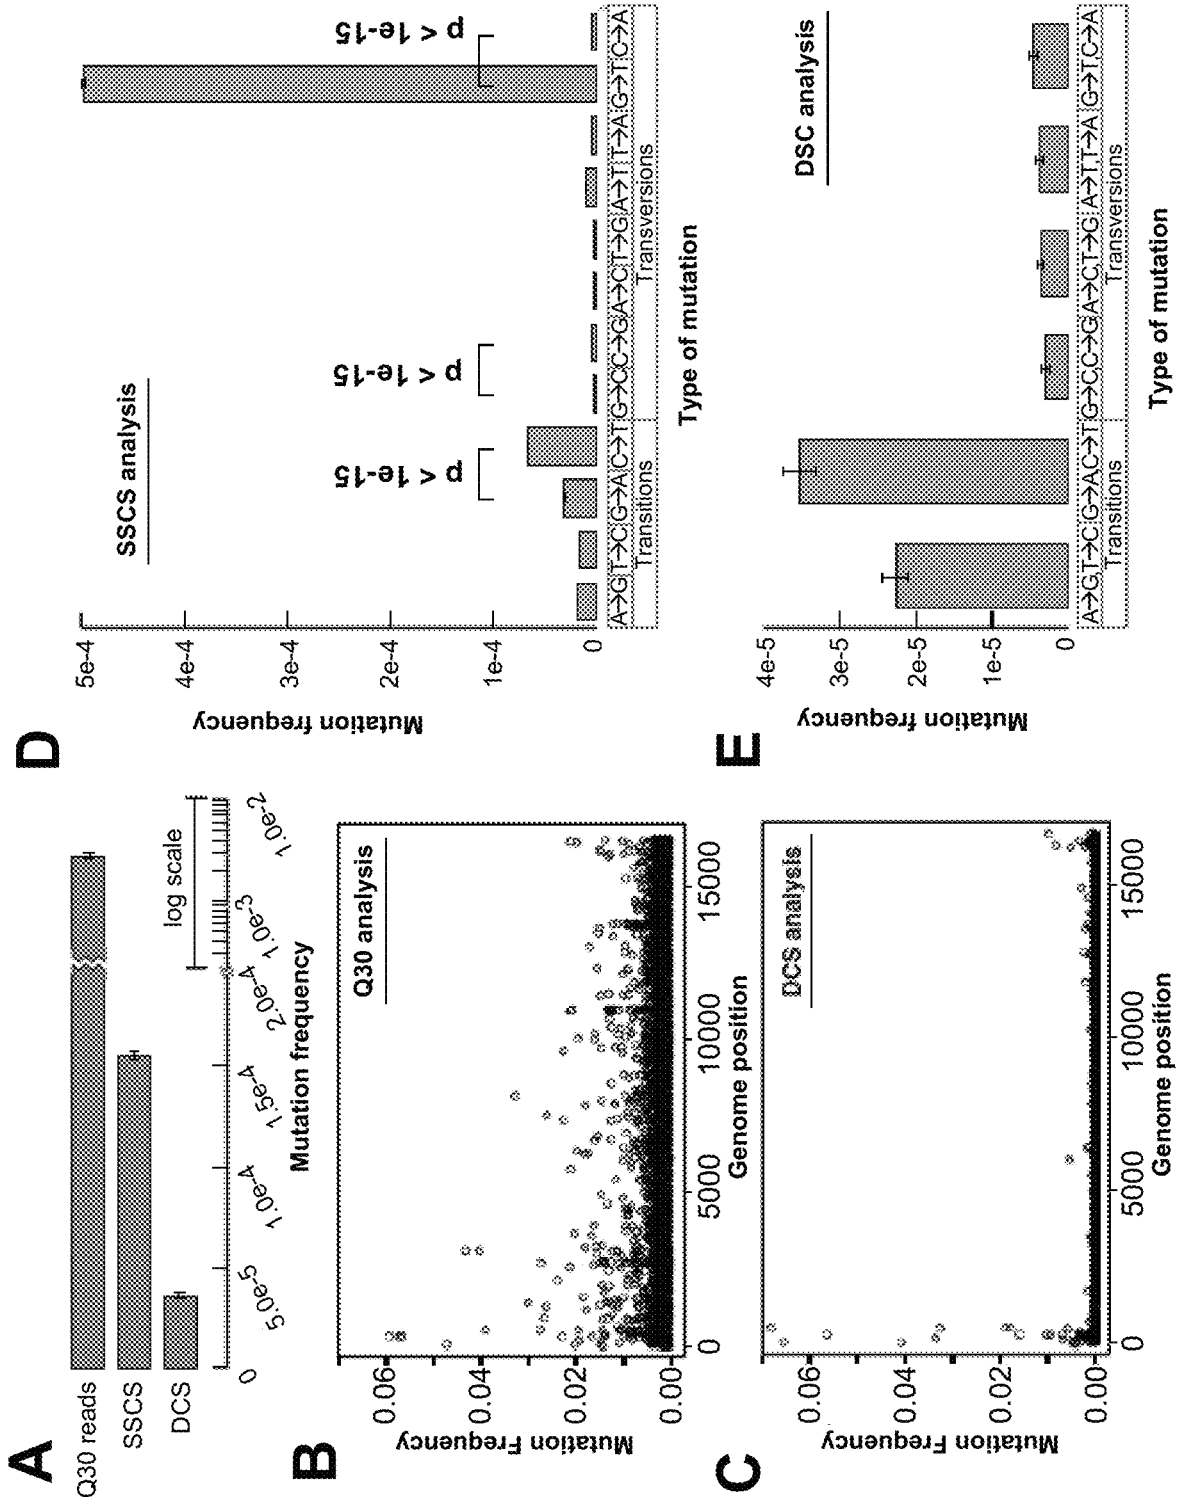 A
Q30 reads
SSCS
DCS
log scale
0
5.0e-5
1.0e-4
1.5e-4
2.0e-4
1.0e-3
1.0e-2
Mutation frequency
B
Q30 analysis
Mutation Frequency
0.06
0.04
0.02
0.00
0
5000
10000
15000
Genome position
C
DCS analysis
Mutation Frequency
0.06
0.04
0.02
0.00
0
5000
10000
15000
Genome position
D
SSCS analysis
Mutation frequency
5e-4
4e-4
3e-4
2e-4
1e-4
0
p < 1e-15
p < 1e-15
p < 1e-15
A→G T→C G→A C→T G→C C→G A→C T→G A→T T→A G→T C→A
Transitions
Transversions
Type of mutation
E
DSC analysis
Mutation frequency
4e-5
3e-5
2e-5
1e-5
0
A→G T→C G→A C→T G→C C→G A→C T→G A→T T→A G→T C→A
Transitions
Transversions
Type of mutation